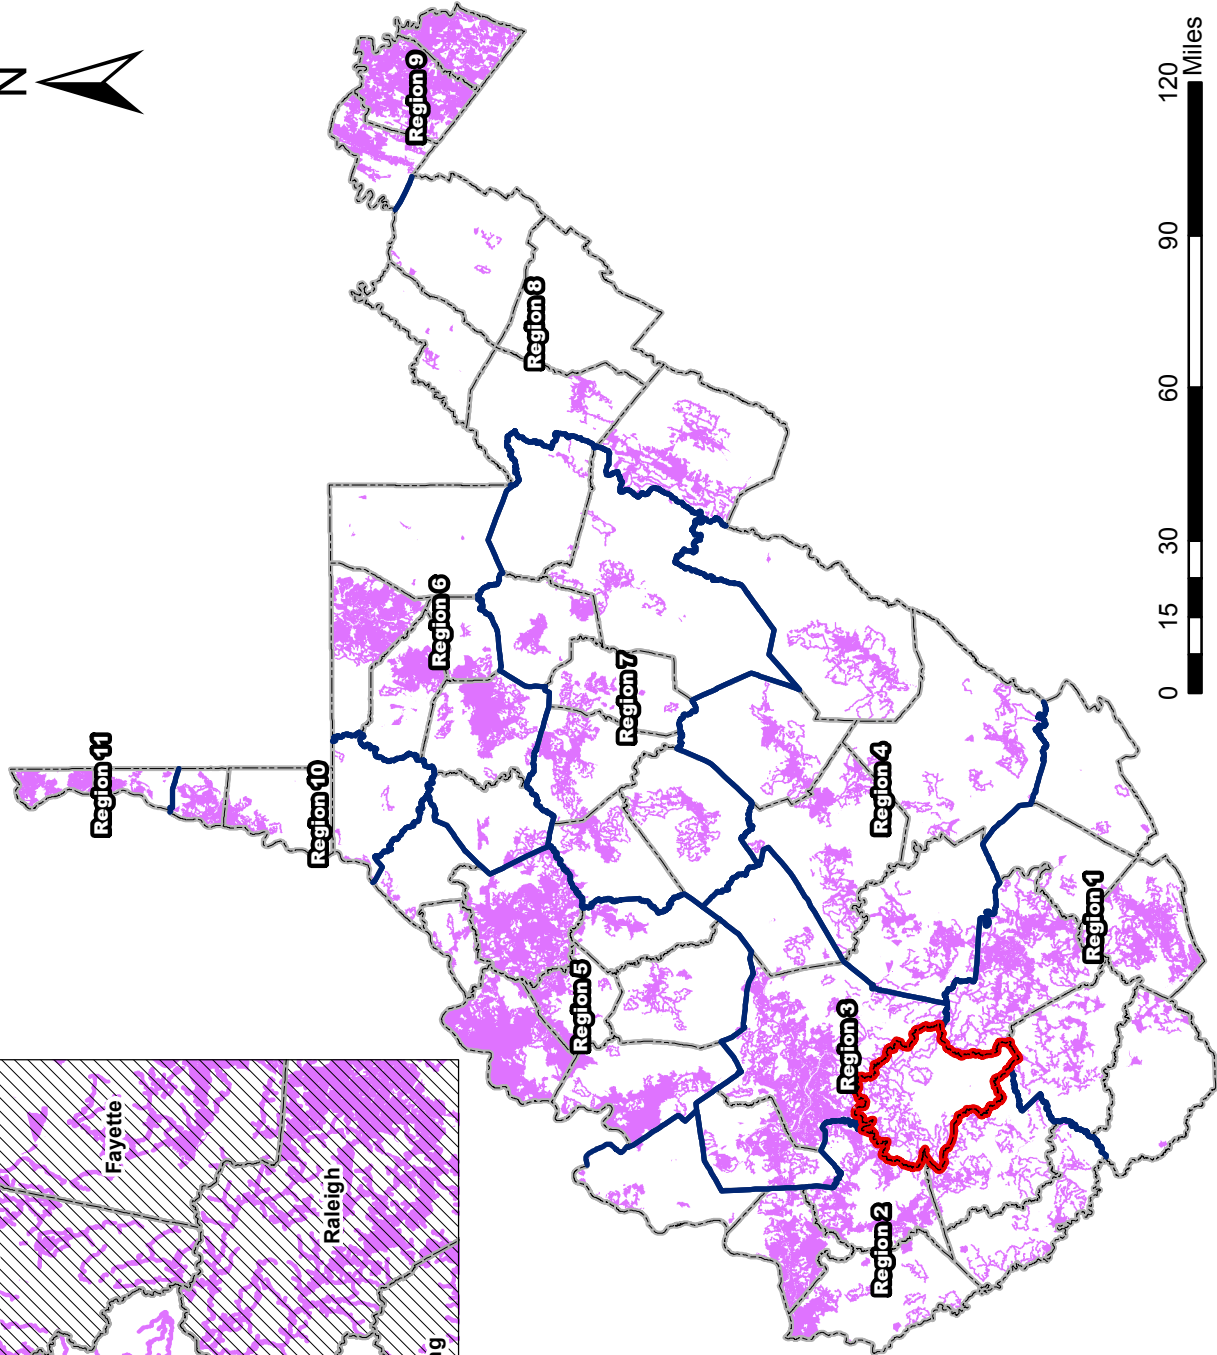 N
Region 11
Region 10
Region 9
Region 6
Region 8
Region 7
Region 5
Region 4
Region 3
Region 1
Region 2
Fayette
Raleigh
ng
0
15
30
60
90
120
Miles